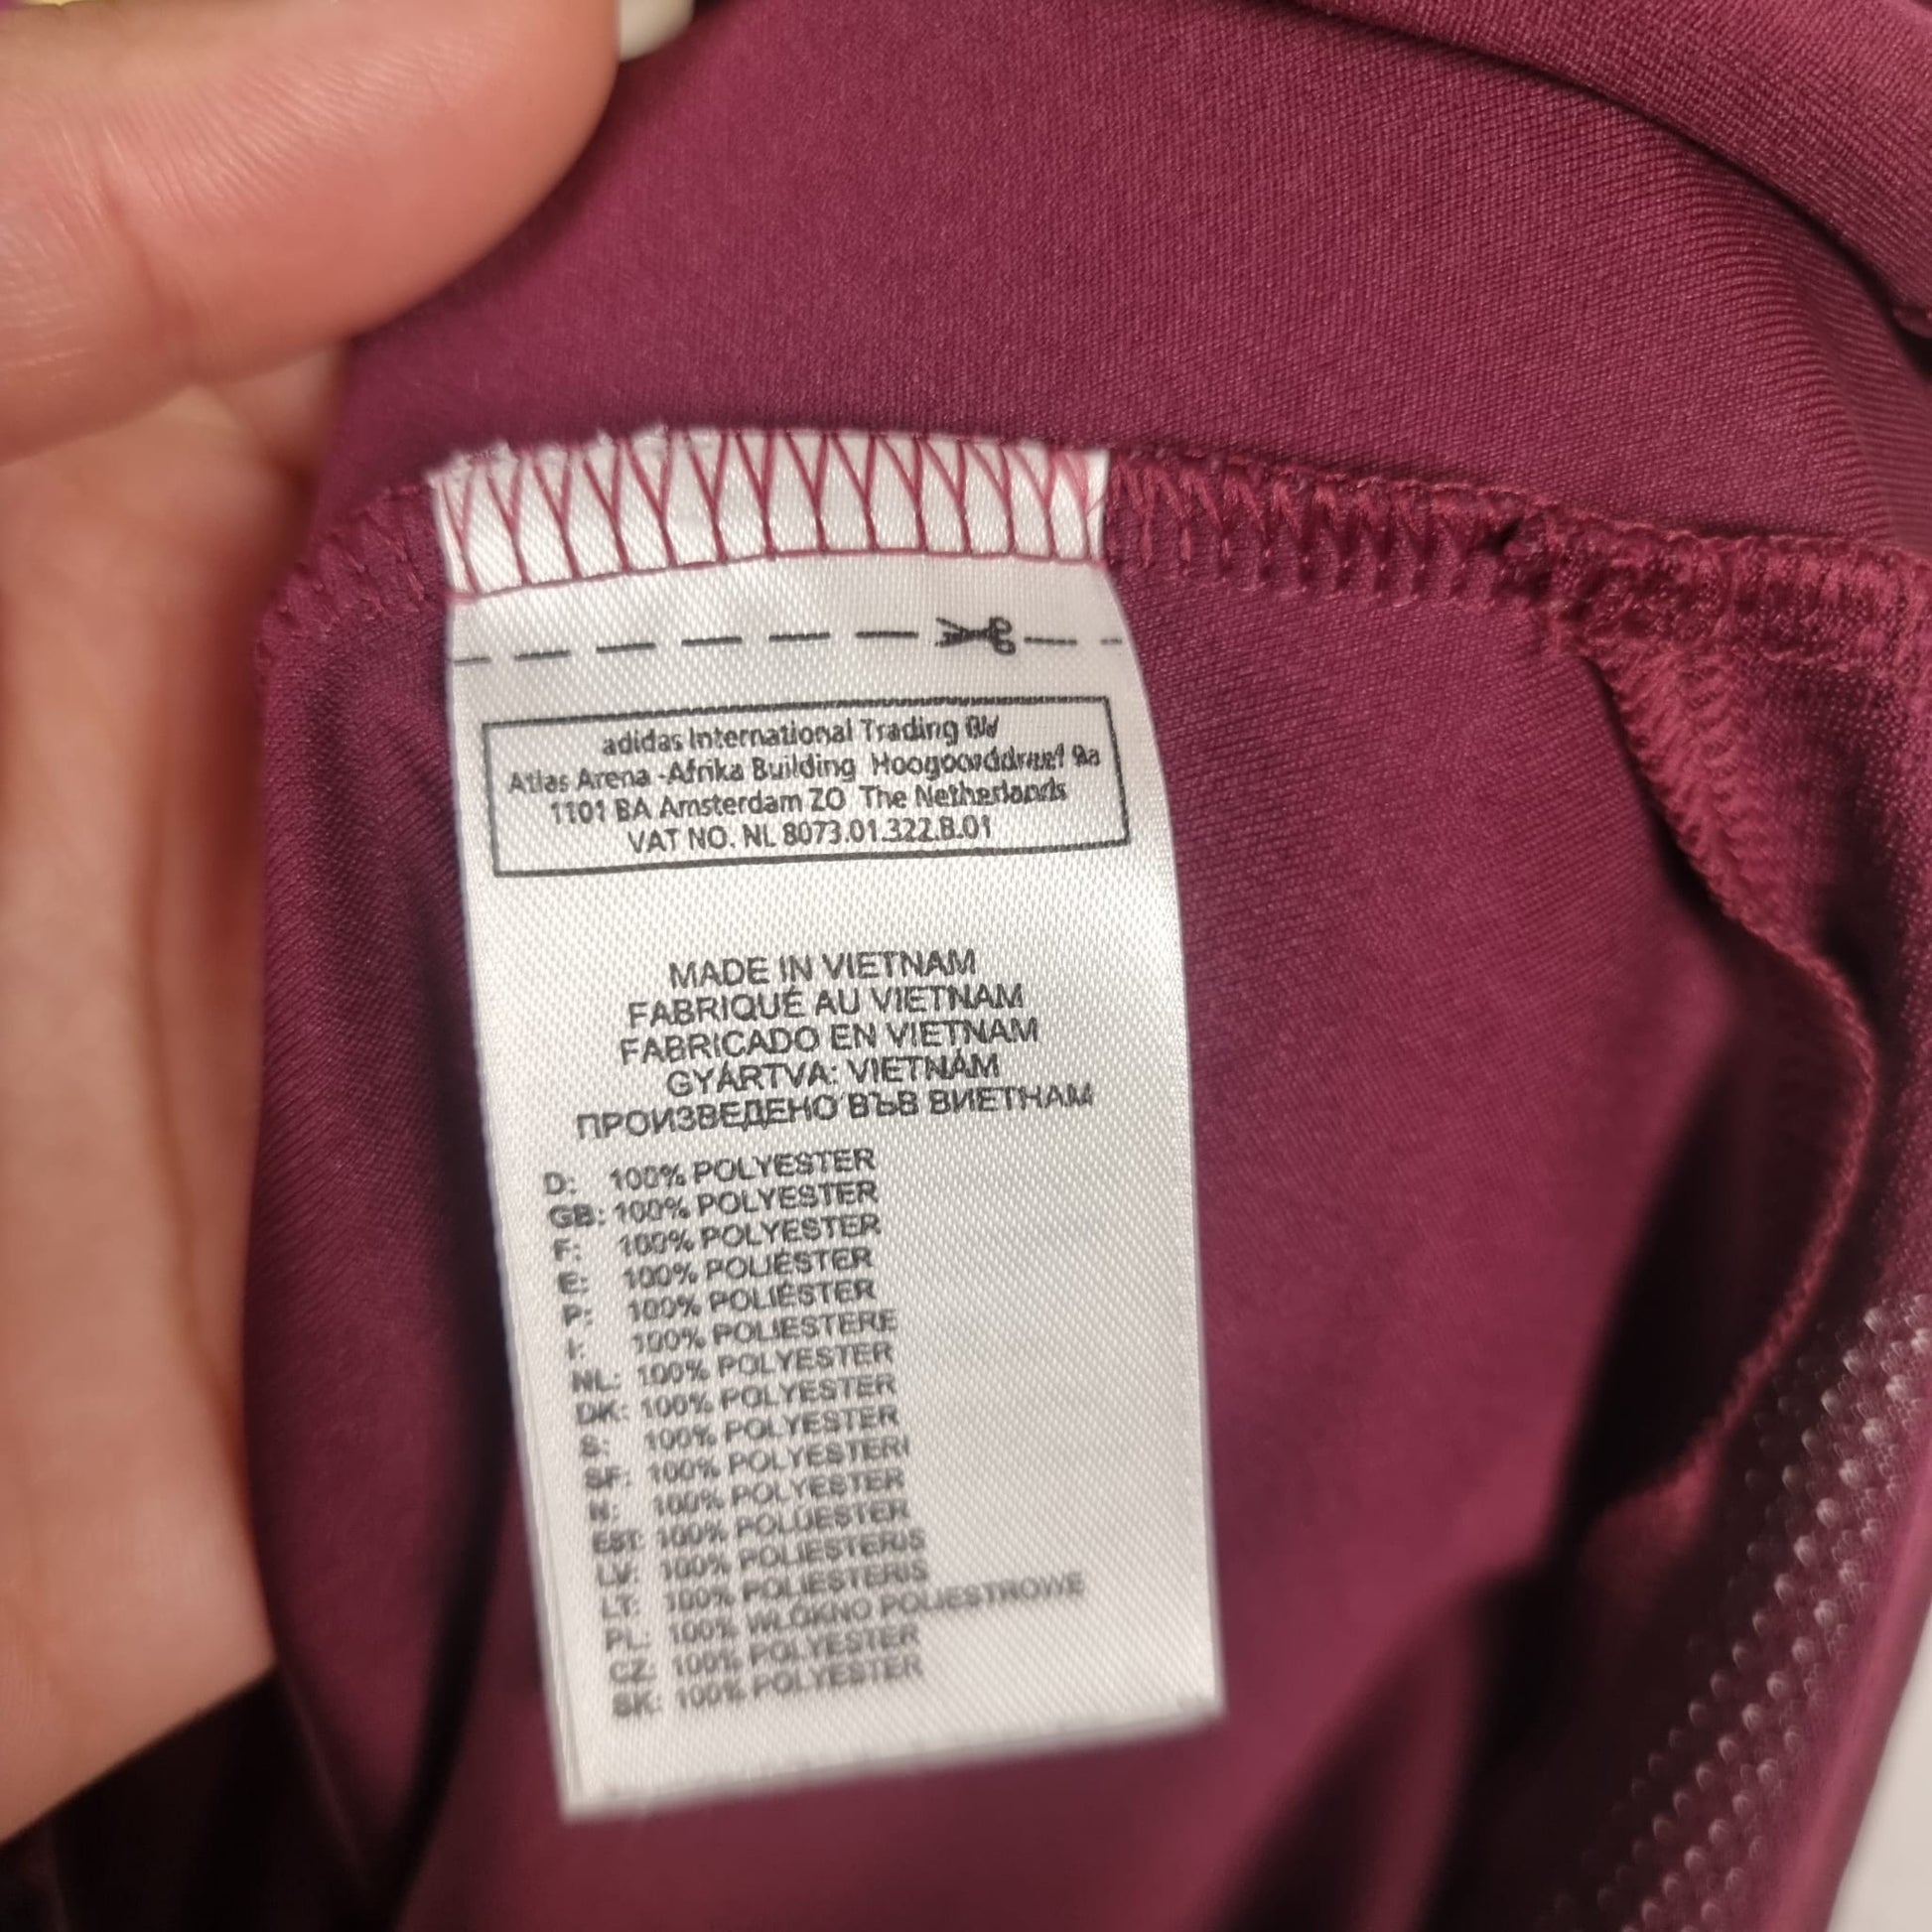 adidas International Trading BV
Atlas Arena -Afrika Building Hoogoorddreef 9a
1101 BA Amsterdam ZO The Netherlands
VAT NO. NL 8073.01.322.B.01
MADE IN VIETNAM
FABRIQUÉ AU VIETNAM
FABRICADO EN VIETNAM
GYÁRTVA: VIETNÁM
ПРОИЗВЕДЕНО ВЪВ ВИЕТНАМ
D: 100% POLYESTER
GB: 100% POLYESTER
F: 100% POLYESTER
E: 100% POLIÉSTER
P: 100% POLIÉSTER
I: 100% POLIESTERE
NL: 100% POLYESTER
DK: 100% POLYESTER
S: 100% POLYESTER
SF: 100% POLYESTERI
N: 100% POLYESTER
EST: 100% POLÜESTER
LV: 100% POLIESTERIS
LT: 100% POLIESTERIS
PL: 100% WŁÓKNO POLIESTROWE
CZ: 100% POLYESTER
SK: 100% POLYESTER